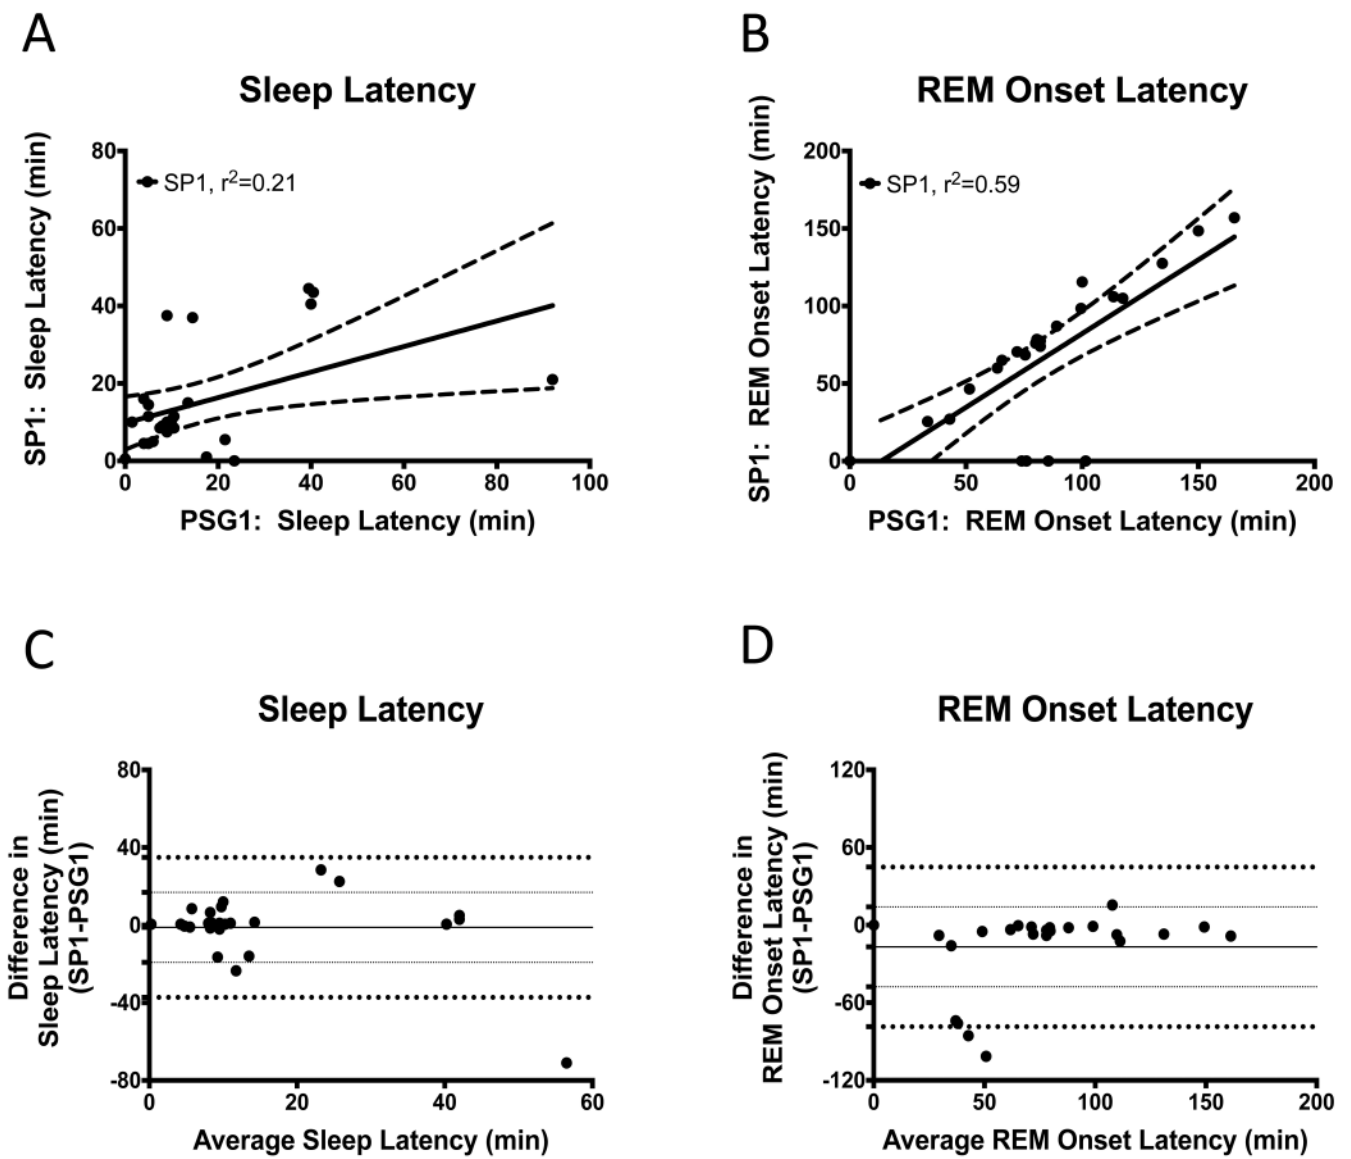 A
Sleep Latency
SP1:  Sleep Latency (min)
80
60
40
20
0
SP1, r²=0.21
0 20 40 60 80 100
PSG1:  Sleep Latency (min)
B
REM Onset Latency
SP1:  REM Onset Latency (min)
200
150
100
50
0
SP1, r²=0.59
0 50 100 150 200
PSG1:  REM Onset Latency (min)
C
Sleep Latency
Difference in
Sleep Latency (min)
(SP1-PSG1)
80
40
0
-40
-80
0 20 40 60
Average Sleep Latency (min)
D
REM Onset Latency
Difference in
REM Onset Latency (min)
(SP1-PSG1)
120
60
0
-60
-120
0 50 100 150 200
Average REM Onset Latency (min)